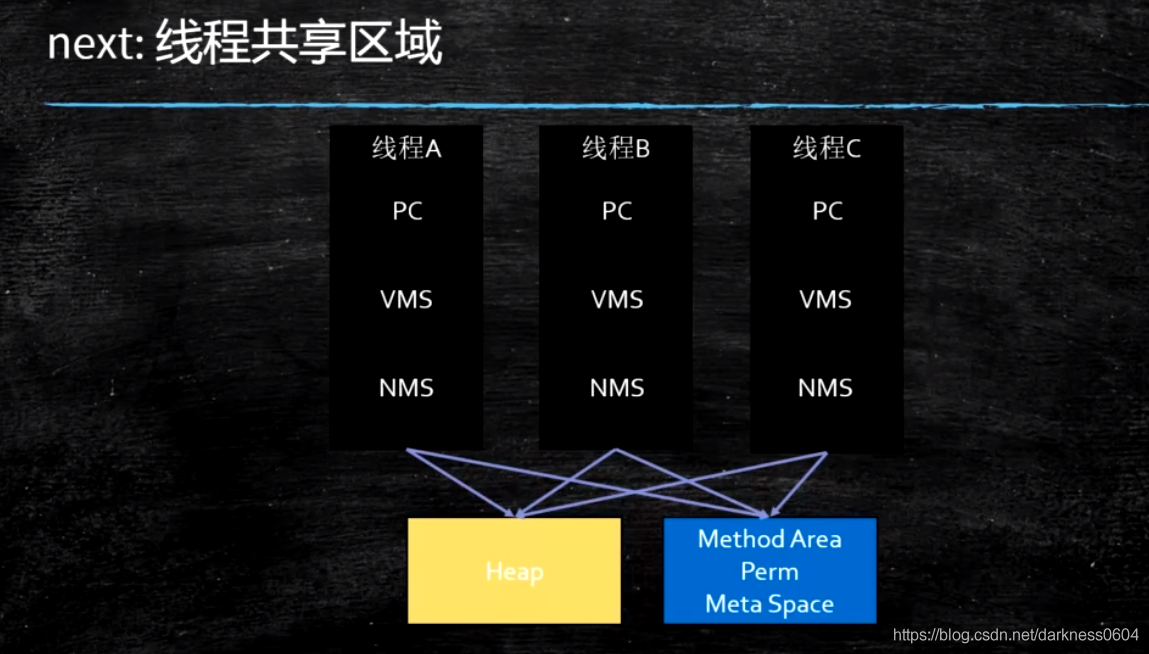 next: 线程共享区域
线程A
PC
VMS
NMS
线程B
PC
VMS
NMS
线程C
PC
VMS
NMS
Heap
Method Area
Perm
Meta Space
https://blog.csdn.net/darkness0604